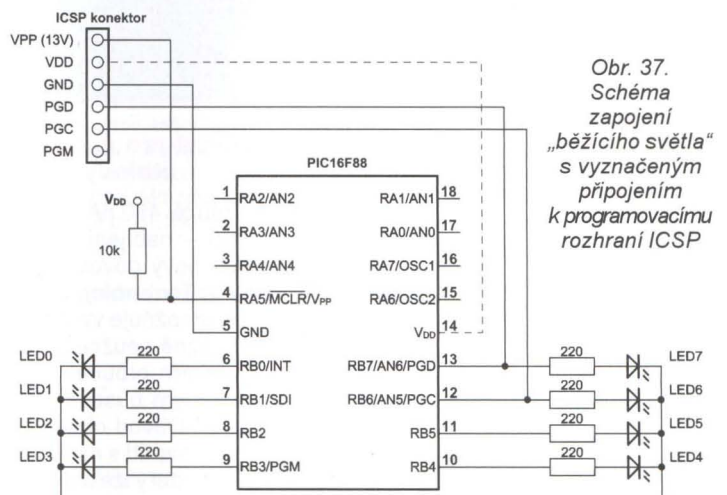 ICSP konektor
VPP (13V)
VDD
GND
PGD
PGC
PGM
Obr. 37.
Schéma
zapojení
„běžícího světla“
s vyznačeným
připojením
k programovacímu
rozhraní ICSP
PIC16F88
VDD
10k
1 RA2/AN2
RA1/AN1 18
2 RA3/AN3
RA0/AN0 17
3 RA4/AN4
RA7/OSC1 16
4 RA5/MCLR/VPP
RA6/OSC2 15
5 GND
VDD 14
LED0 220 6 RB0/INT
RB7/AN6/PGD 13 220 LED7
LED1 220 7 RB1/SDI
RB6/AN5/PGC 12 220 LED6
LED2 220 8 RB2
RB5 11 220 LED5
LED3 220 9 RB3/PGM
RB4 10 220 LED4